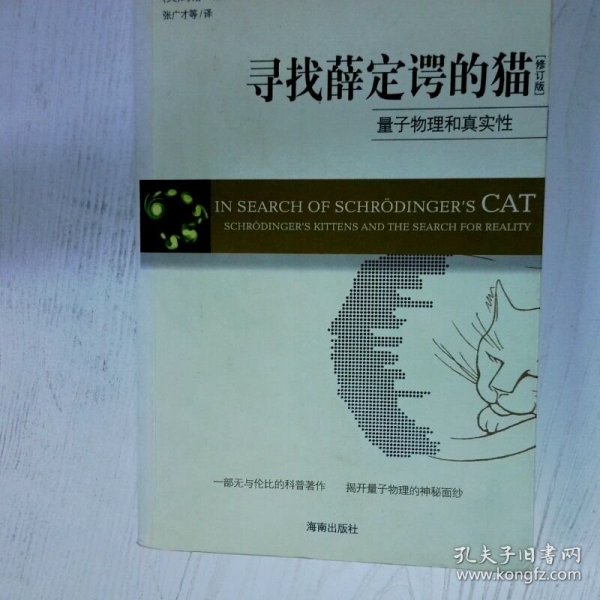 张广才等/译
寻找薛定谔的猫
[修订版]
量子物理和真实性
IN SEARCH OF SCHRÖDINGER'S CAT
SCHRÖDINGER'S KITTENS AND THE SEARCH FOR REALITY
一部无与伦比的科普著作 揭开量子物理的神秘面纱
海南出版社
孔夫子旧书网
www.kongfz.com